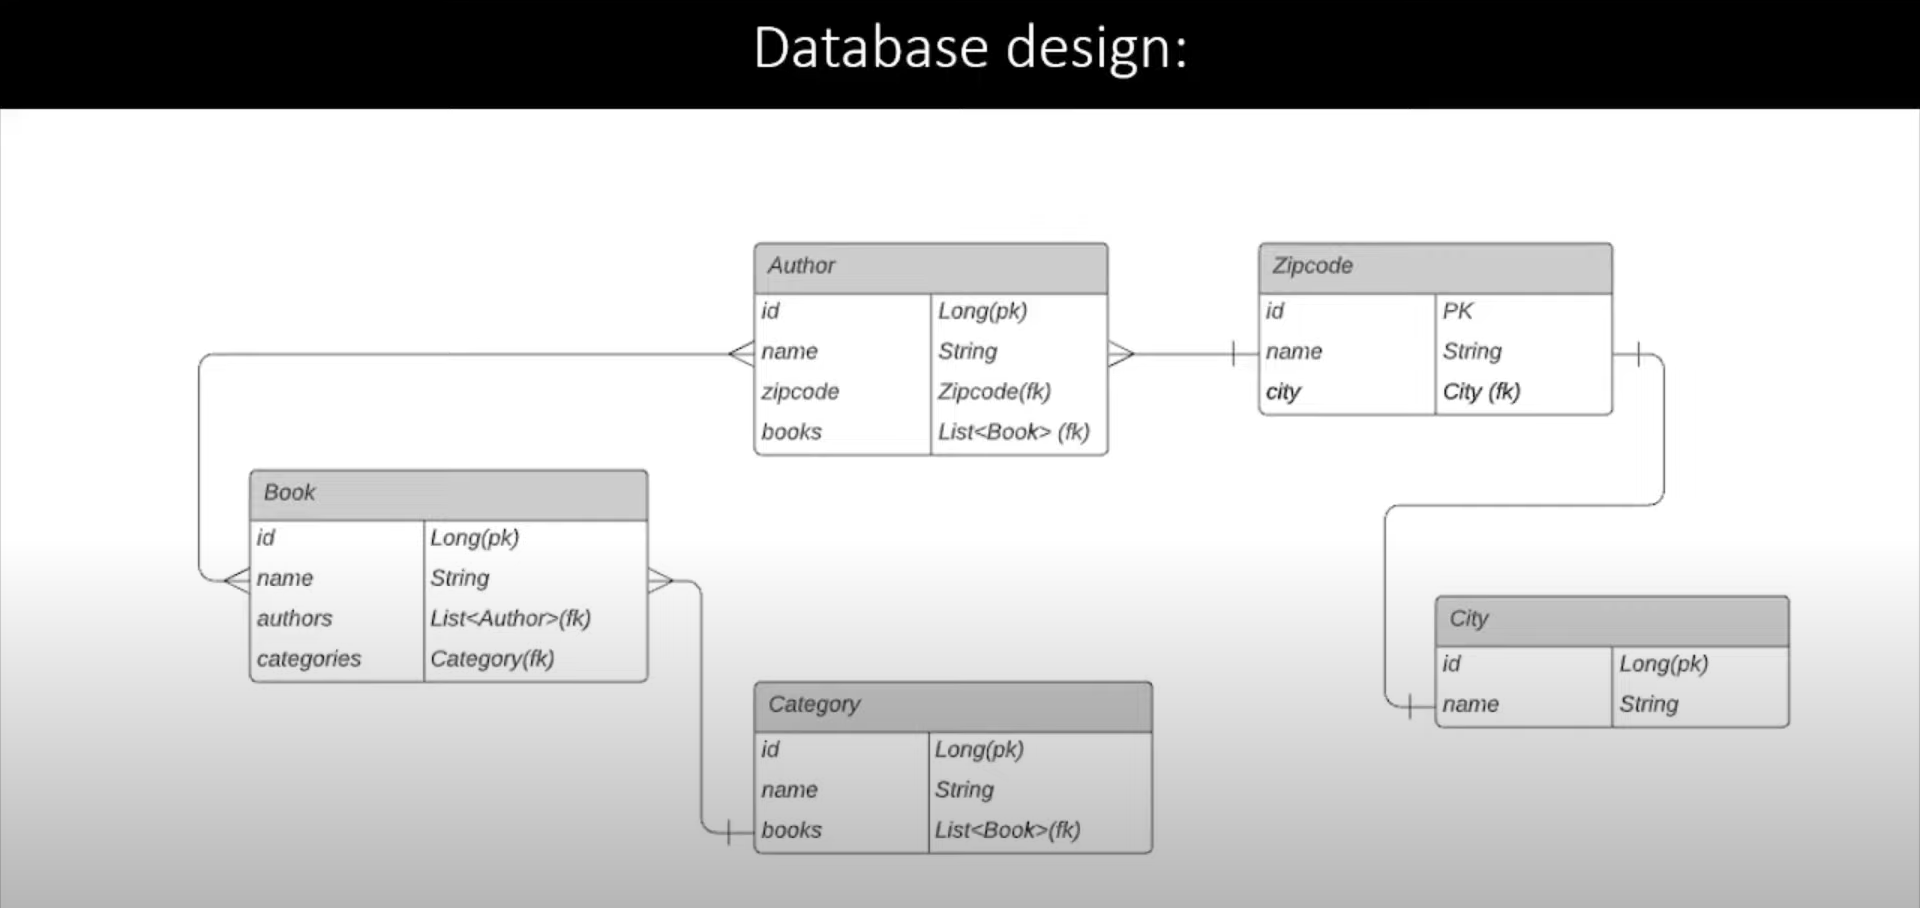 Database design:
Author
id Long(pk)
name String
zipcode Zipcode(fk)
books List<Book> (fk)
Zipcode
id PK
name String
city City (fk)
Book
id Long(pk)
name String
authors List<Author>(fk)
categories Category(fk)
City
id Long(pk)
name String
Category
id Long(pk)
name String
books List<Book>(fk)